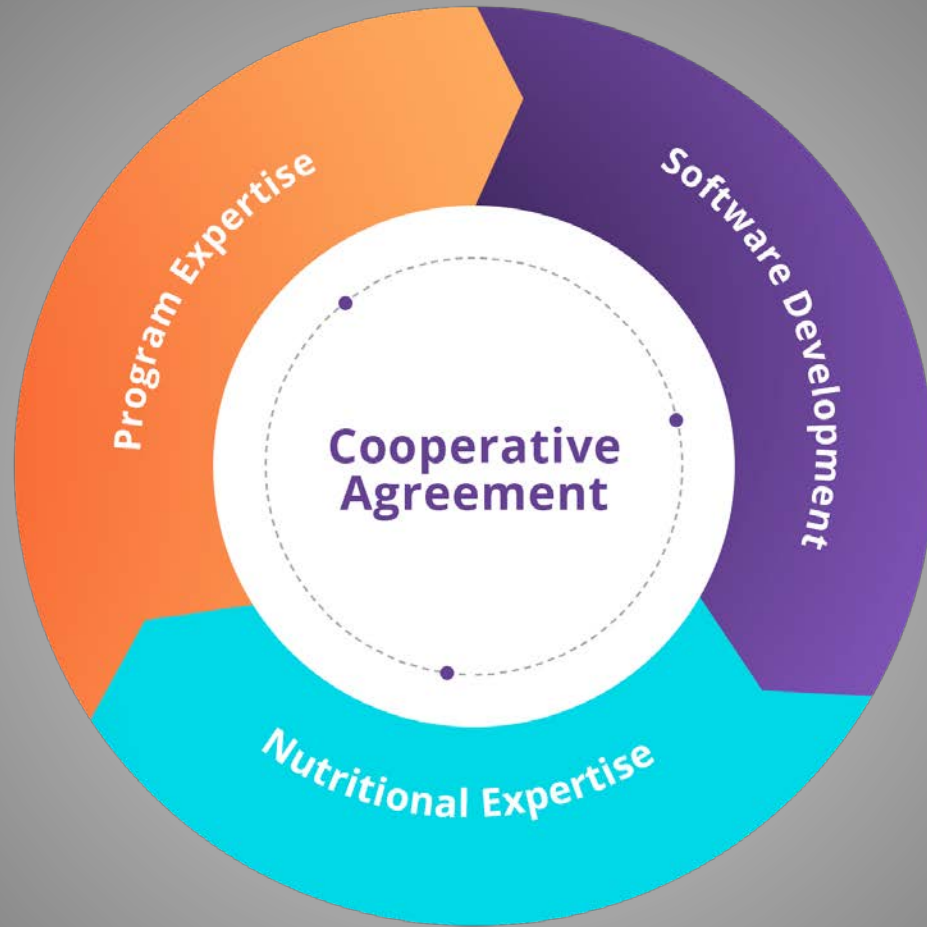 Program Expertise
Software Development
Cooperative
Agreement
Nutritional Expertise